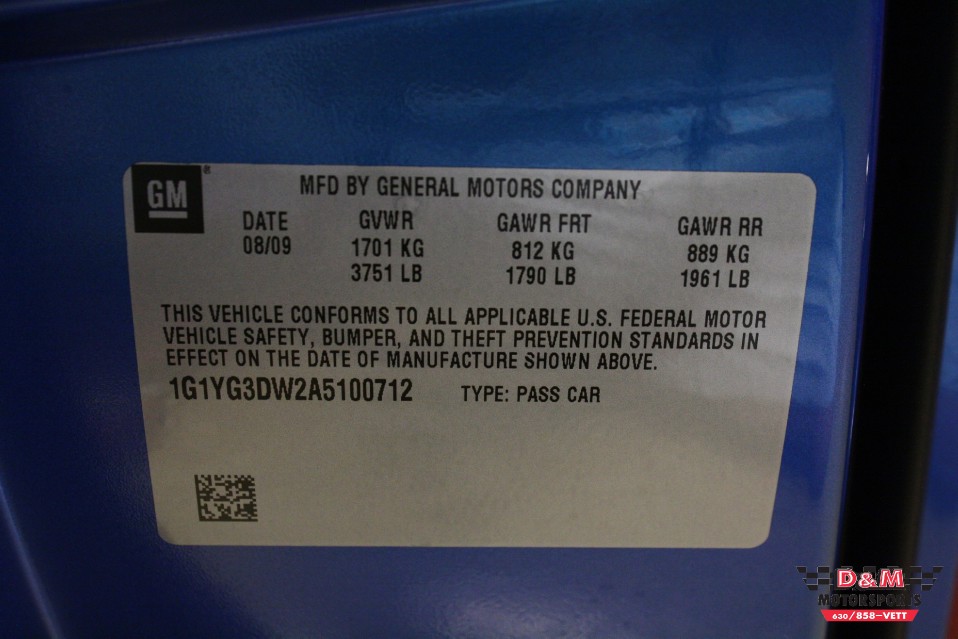 GM
MFD BY GENERAL MOTORS COMPANY
DATE GVWR GAWR FRT GAWR RR
08/09 1701 KG 812 KG 889 KG
3751 LB 1790 LB 1961 LB
THIS VEHICLE CONFORMS TO ALL APPLICABLE U.S. FEDERAL MOTOR
VEHICLE SAFETY, BUMPER, AND THEFT PREVENTION STANDARDS IN
EFFECT ON THE DATE OF MANUFACTURE SHOWN ABOVE.
1G1YG3DW2A5100712 TYPE: PASS CAR
D&M
MOTORSPORTS
630/858-VETT